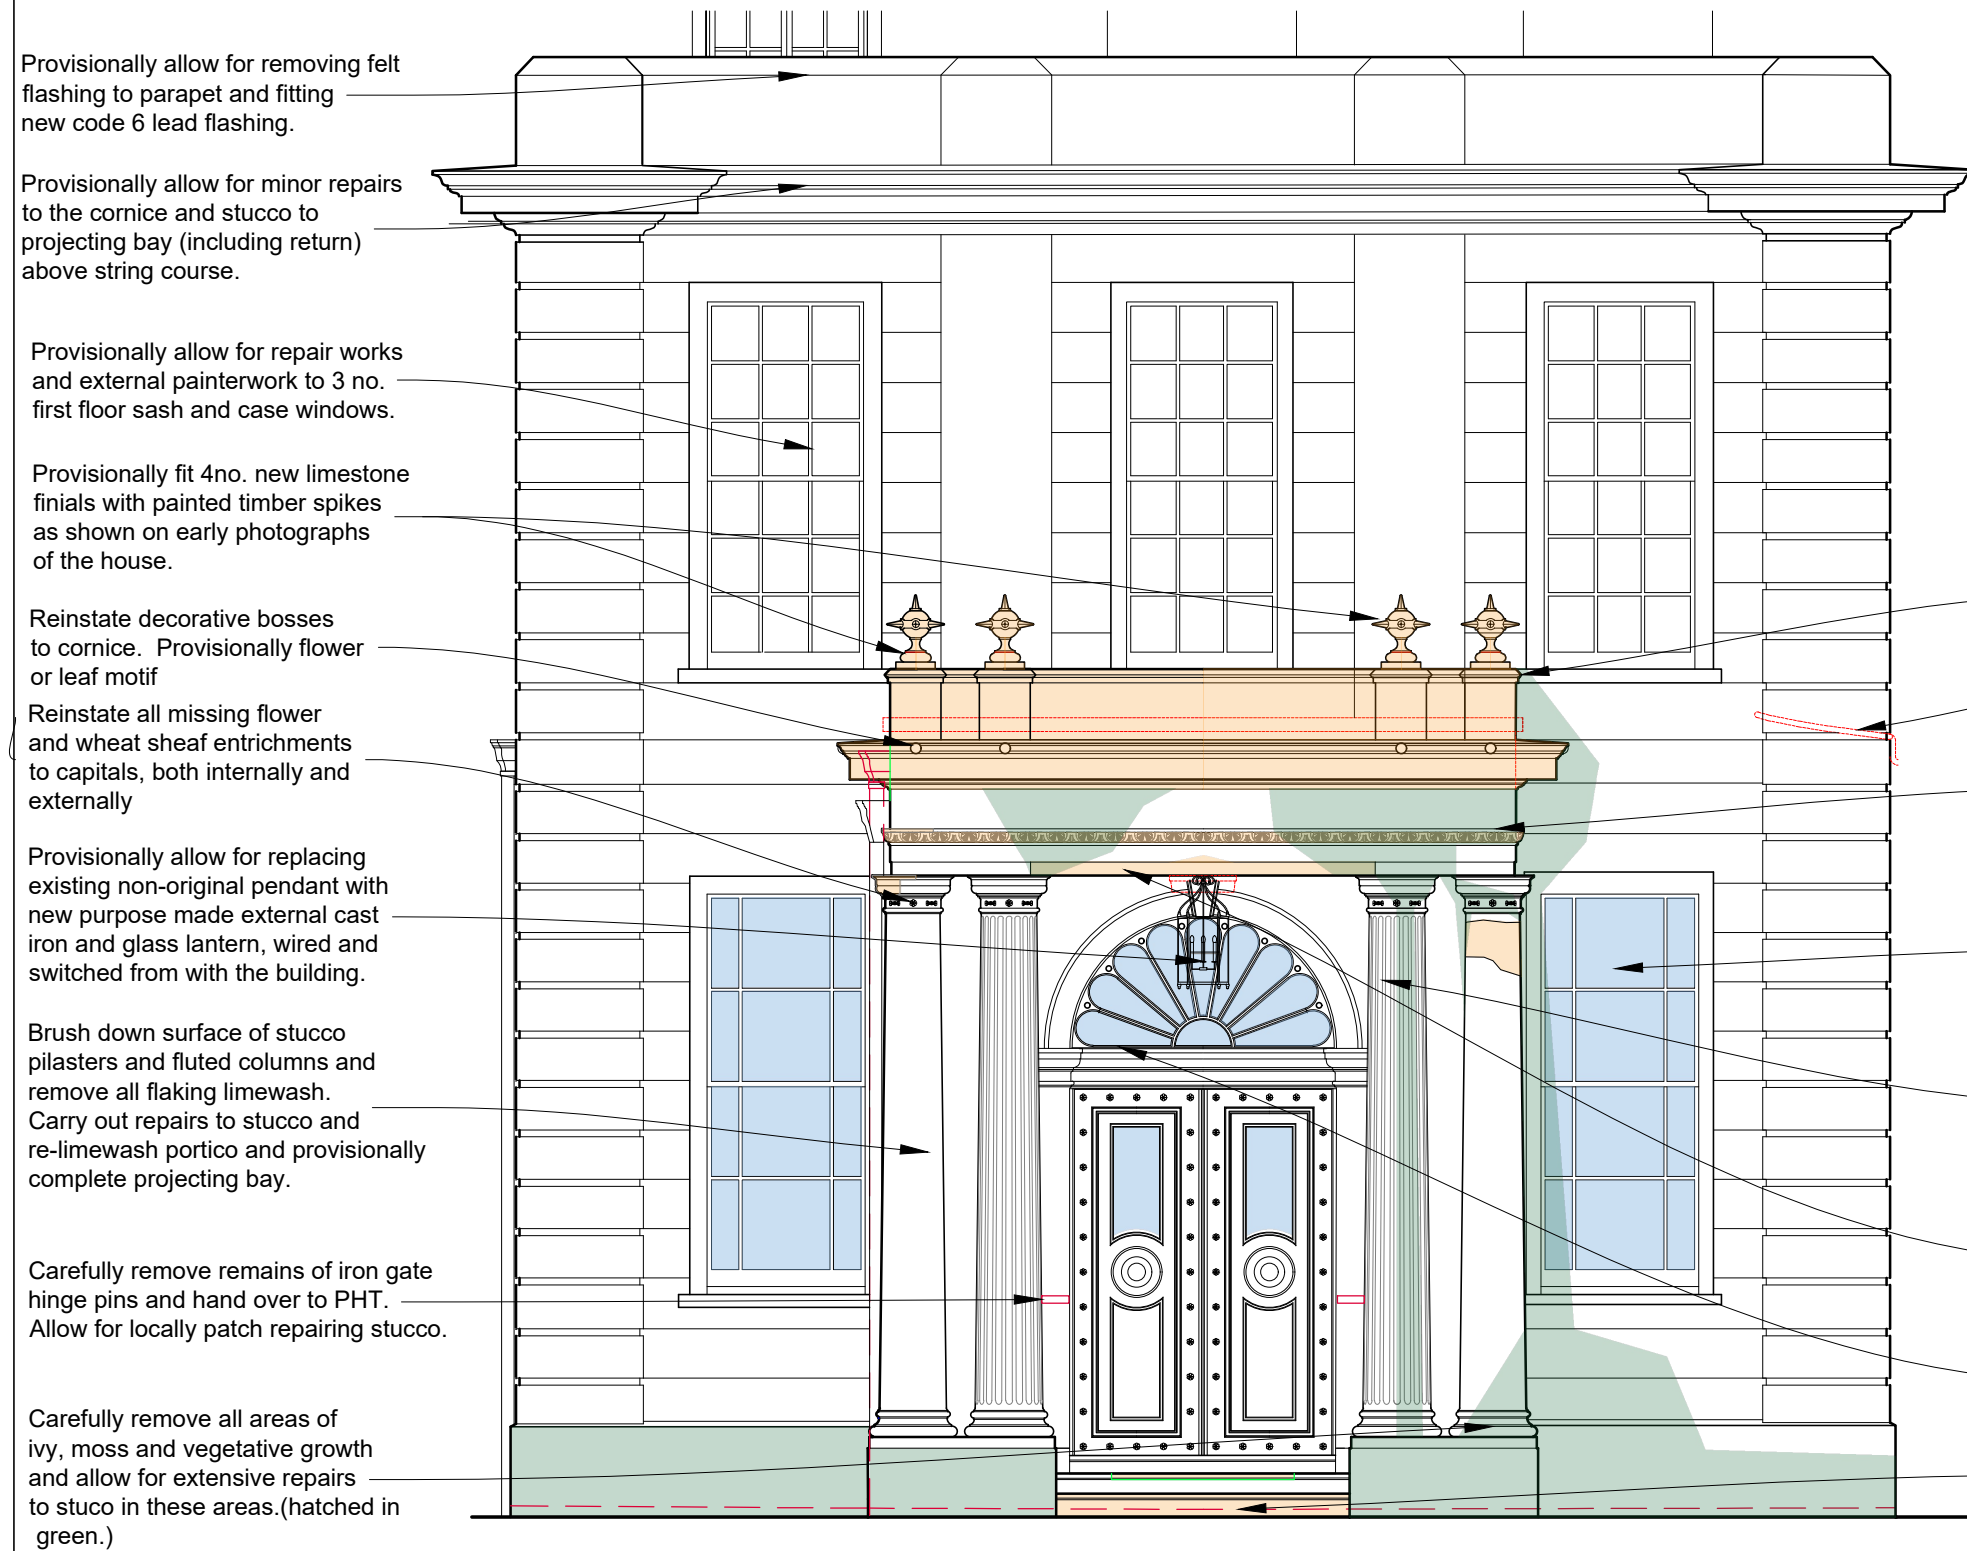 Provisionally allow for removing felt
flashing to parapet and fitting
new code 6 lead flashing.
Provisionally allow for minor repairs
to the cornice and stucco to
projecting bay (including return)
above string course.
Provisionally allow for repair works
and external painterwork to 3 no.
first floor sash and case windows.
Provisionally fit 4no. new limestone
finials with painted timber spikes
as shown on early photographs
of the house.
Reinstate decorative bosses
to cornice.  Provisionally flower
or leaf motif
Reinstate all missing flower
and wheat sheaf entrichments
to capitals, both internally and
externally
Provisionally allow for replacing
existing non-original pendant with
new purpose made external cast
iron and glass lantern, wired and
switched from with the building.
Brush down surface of stucco
pilasters and fluted columns and
remove all flaking limewash.
Carry out repairs to stucco and
re-limewash portico and provisionally
complete projecting bay.
Carefully remove remains of iron gate
hinge pins and hand over to PHT.
Allow for locally patch repairing stucco.
Carefully remove all areas of
ivy, moss and vegetative growth
and allow for extensive repairs
to stuco in these areas.(hatched in
green.)